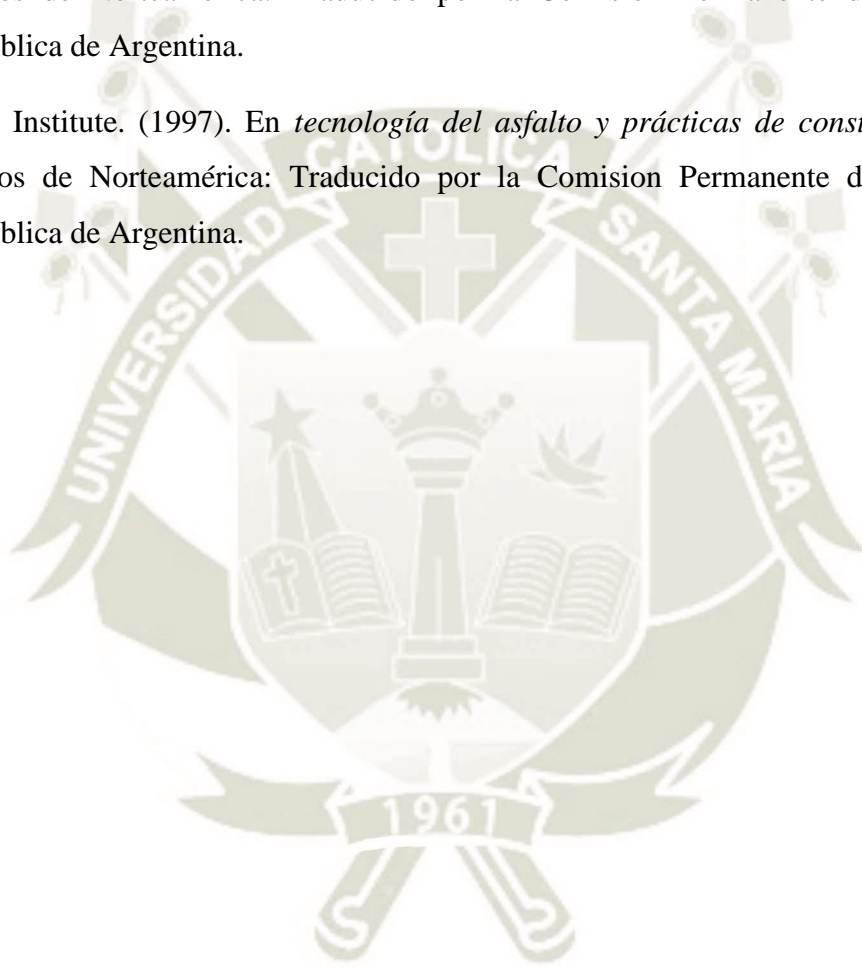 blica de Argentina.
Institute. (1997). En tecnología del asfalto y prácticas de const
os de Norteamérica: Traducido por la Comision Permanente d
blica de Argentina.
UNIVERSIDAD CATOLICA SANTA MARIA
1961